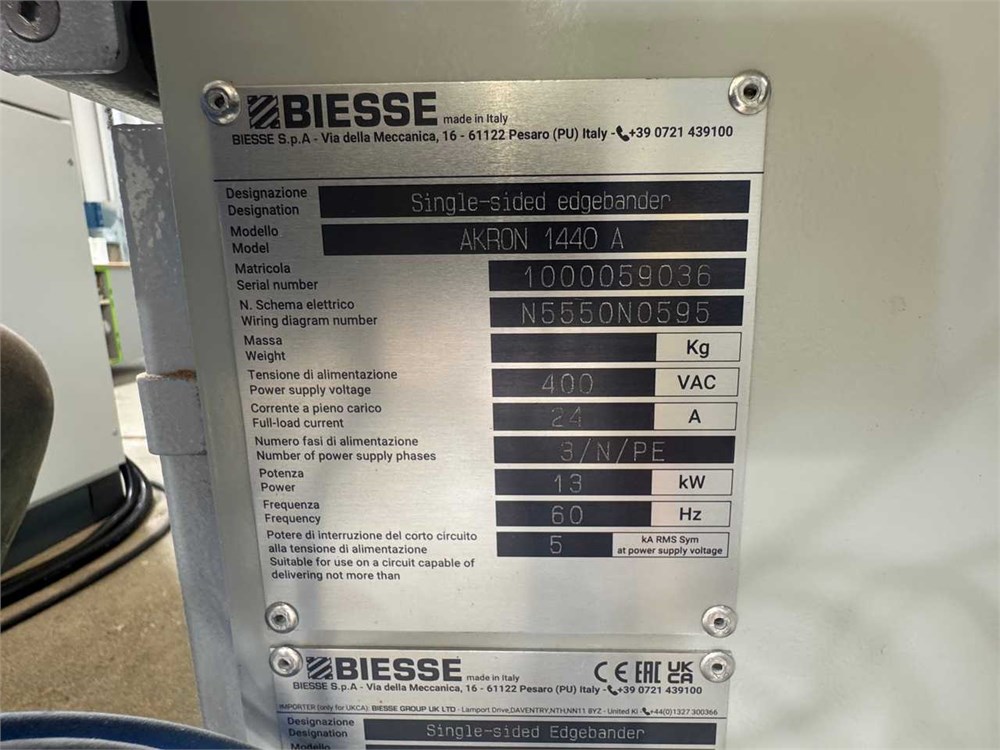 BIESSE made in Italy
BIESSE S.p.A - Via della Meccanica, 16 - 61122 Pesaro (PU) Italy - +39 0721 439100
Designazione
Designation
Single-sided edgebander
Modello
Model
AKRON 1440 A
Matricola
Serial number
1000059036
N. Schema elettrico
Wiring diagram number
N5550N0595
Massa
Weight
Kg
Tensione di alimentazione
Power supply voltage
400 VAC
Corrente a pieno carico
Full-load current
24 A
Numero fasi di alimentazione
Number of power supply phases
3/N/PE
Potenza
Power
13 kW
Frequenza
Frequency
60 Hz
Potere di interruzione del corto circuito
alla tensione di alimentazione
Suitable for use on a circuit capable of
delivering not more than
5
kA RMS Sym
at power supply voltage
BIESSE made in Italy CE EAC UK CA
BIESSE S.p.A - Via della Meccanica, 16 - 61122 Pesaro (PU) Italy - +39 0721 439100
IMPORTER (only for UKCA): BIESSE GROUP UK LTD - Lamport Drive,DAVENTRY,NTH,NN11 8YZ - United Ki - +44(0)1327 300366
Designazione
Designation
Single-sided Edgebander
Modello